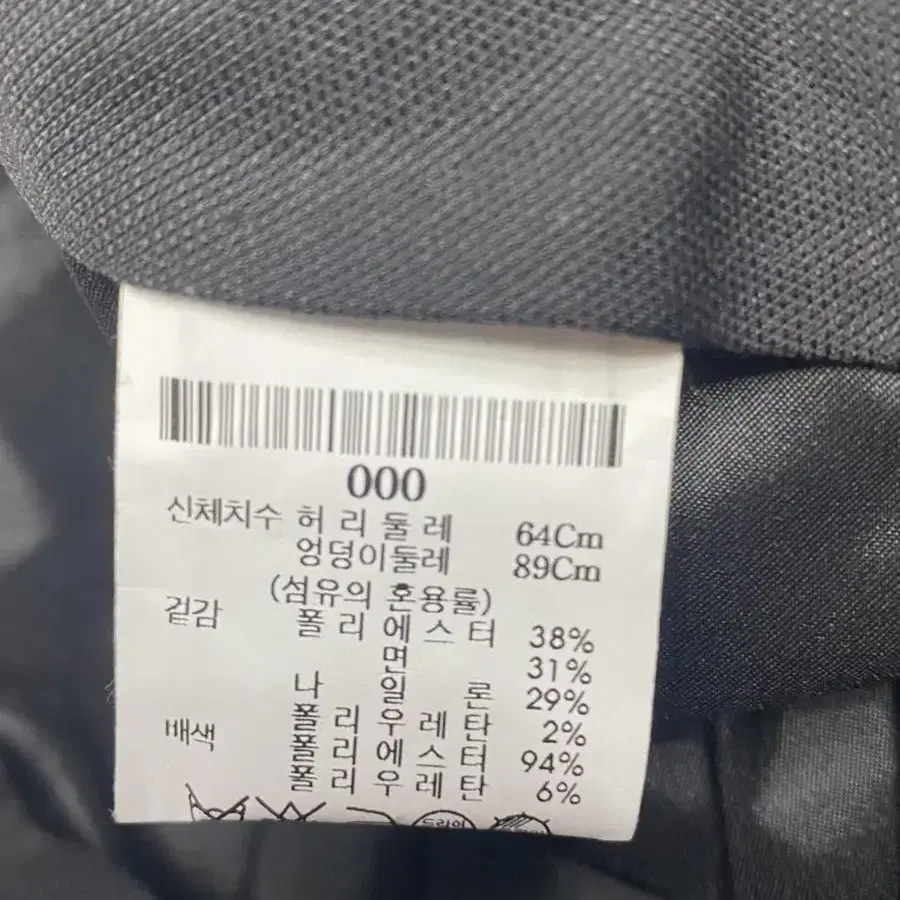 000
신체치수 허 리 둘 레 64Cm
엉덩이둘레 89Cm
(섬유의 혼용률)
겉감 폴 리 에 스 터 38%
면 31%
나 일 론 29%
폴 리 우 레 탄 2%
배색 폴 리 에 스 터 94%
폴 리 우 레 탄 6%